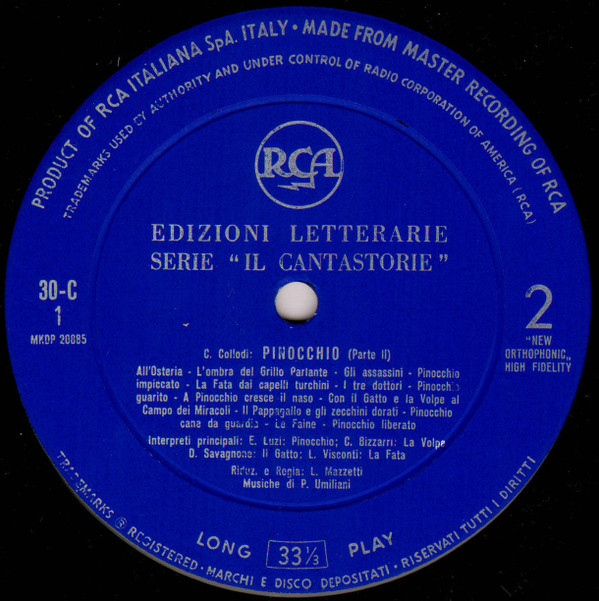 PRODUCT OF RCA ITALIANA SpA. ITALY • MADE FROM MASTER RECORDING OF RCA
TRADEMARKS USED BY AUTHORITY AND UNDER CONTROL OF RADIO CORPORATION OF AMERICA (RCA)
RCA
EDIZIONI LETTERARIE
SERIE “IL CANTASTORIE”
30-C
1
MKDP 20085
2
“NEW
ORTHOPHONIC„
HIGH FIDELITY
C. Collodi: PINOCCHIO (Parte II)
All'Osteria - L'ombra del Grillo Parlante - Gli assassini - Pinocchio
impiccato - La Fata dai capelli turchini - I tre dottori - Pinocchio
guarito - A Pinocchio cresce il naso - Con il Gatto e la Volpe al
Campo dei Miracoli - Il Pappagallo e gli zecchini dorati - Pinocchio
cane da guardia - Le Faine - Pinocchio liberato
Interpreti principali: E. Luzi: Pinocchio; C. Bizzarri: La Volpe
D. Savagnone: Il Gatto; L. Visconti: La Fata
Riduz. e Regia: L. Mazzetti
Musiche di P. Umiliani
LONG 33⅓ PLAY
TRADEMARKS ® REGISTERED • MARCHI E DISCO DEPOSITATI • RISERVATI TUTTI I DIRITTI